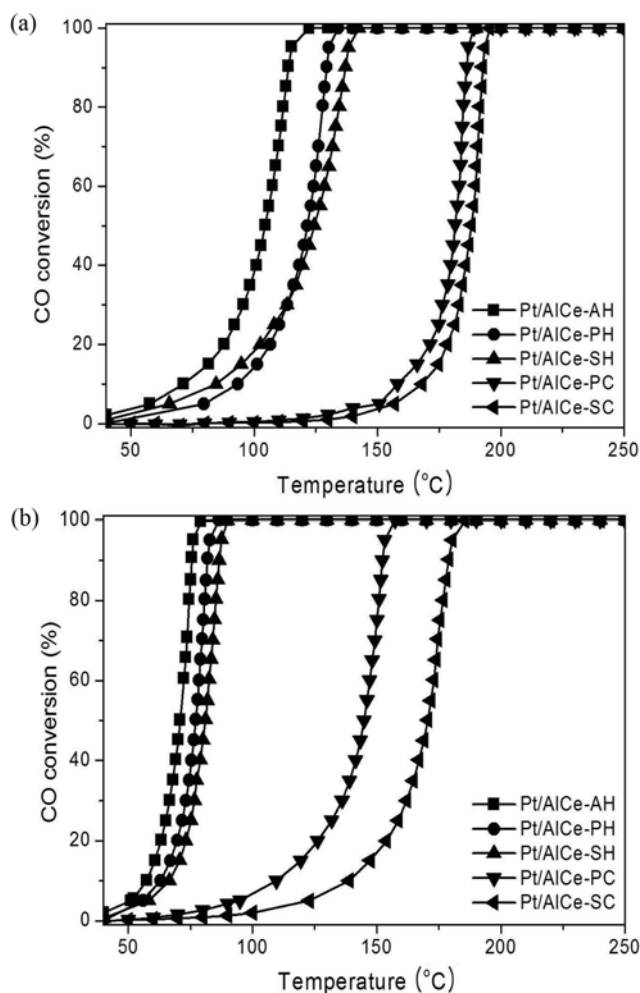 (a)
100
80
60
40
20
0
CO conversion (%)
Pt/AlCe-AH
Pt/AlCe-PH
Pt/AlCe-SH
Pt/AlCe-PC
Pt/AlCe-SC
50 100 150 200 250
Temperature (°C)
(b)
100
80
60
40
20
0
CO conversion (%)
Pt/AlCe-AH
Pt/AlCe-PH
Pt/AlCe-SH
Pt/AlCe-PC
Pt/AlCe-SC
50 100 150 200 250
Temperature (°C)